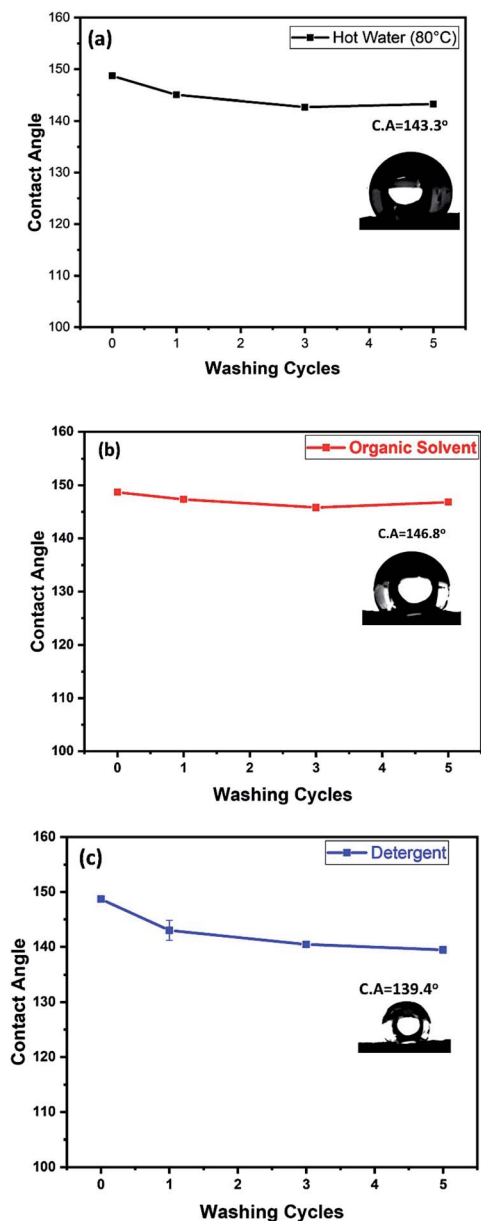 (a)
Hot Water (80°C)
160
150
140
130
120
110
100
Contact Angle
C.A=143.3°
0 1 2 3 4 5
Washing Cycles
(b)
Organic Solvent
160
150
140
130
120
110
100
Contact Angle
C.A=146.8°
0 1 2 3 4 5
Washing Cycles
(c)
Detergent
160
150
140
130
120
110
100
Contact Angle
C.A=139.4°
0 1 2 3 4 5
Washing Cycles